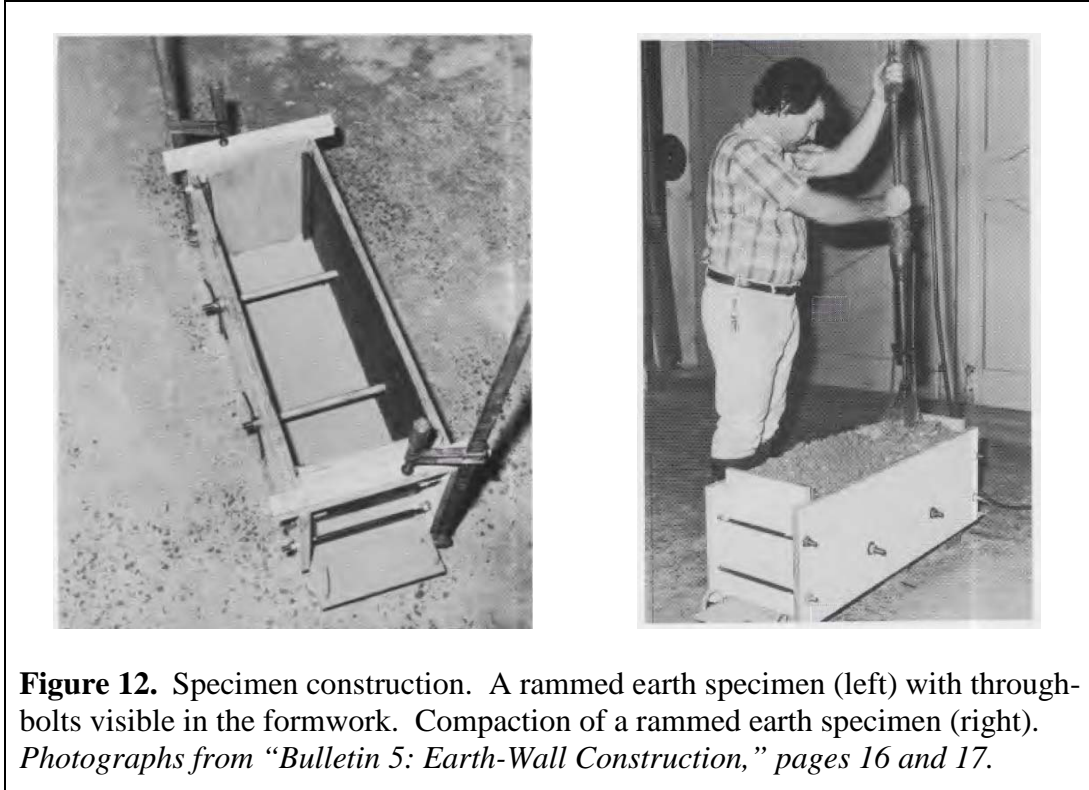 Figure 12. Specimen construction. A rammed earth specimen (left) with through-
bolts visible in the formwork. Compaction of a rammed earth specimen (right).
Photographs from “Bulletin 5: Earth-Wall Construction,” pages 16 and 17.